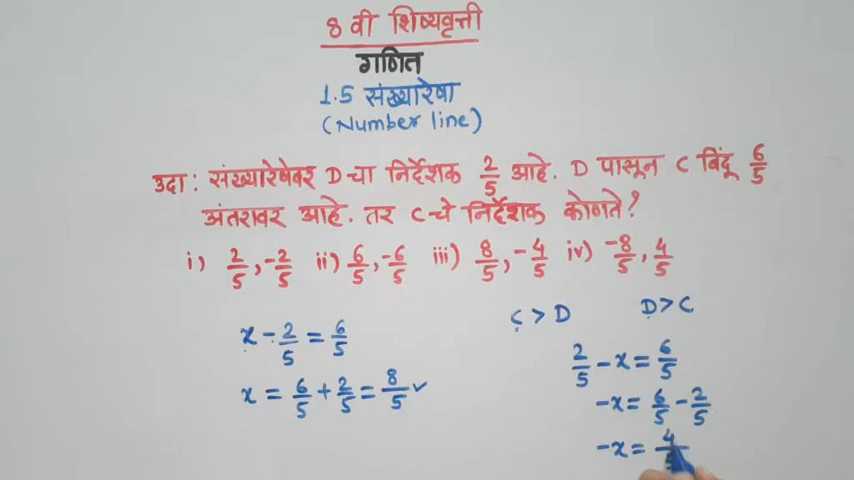 8 वी शिष्यवृत्ती
गणित
1.5 संख्यारेषा
(Number line)
उदा : संख्यारेषेवर D चा निर्देशक 2/5 आहे. D पासून C बिंदू 6/5
अंतरावर आहे. तर C चे निर्देशक कोणते?
i) 2/5, -2/5 ii) 6/5, -6/5 iii) 8/5, -4/5 iv) -8/5, 4/5
C > D D > C
x - 2/5 = 6/5
x = 6/5 + 2/5 = 8/5 ✓
2/5 - x = 6/5
-x = 6/5 - 2/5
-x = 4